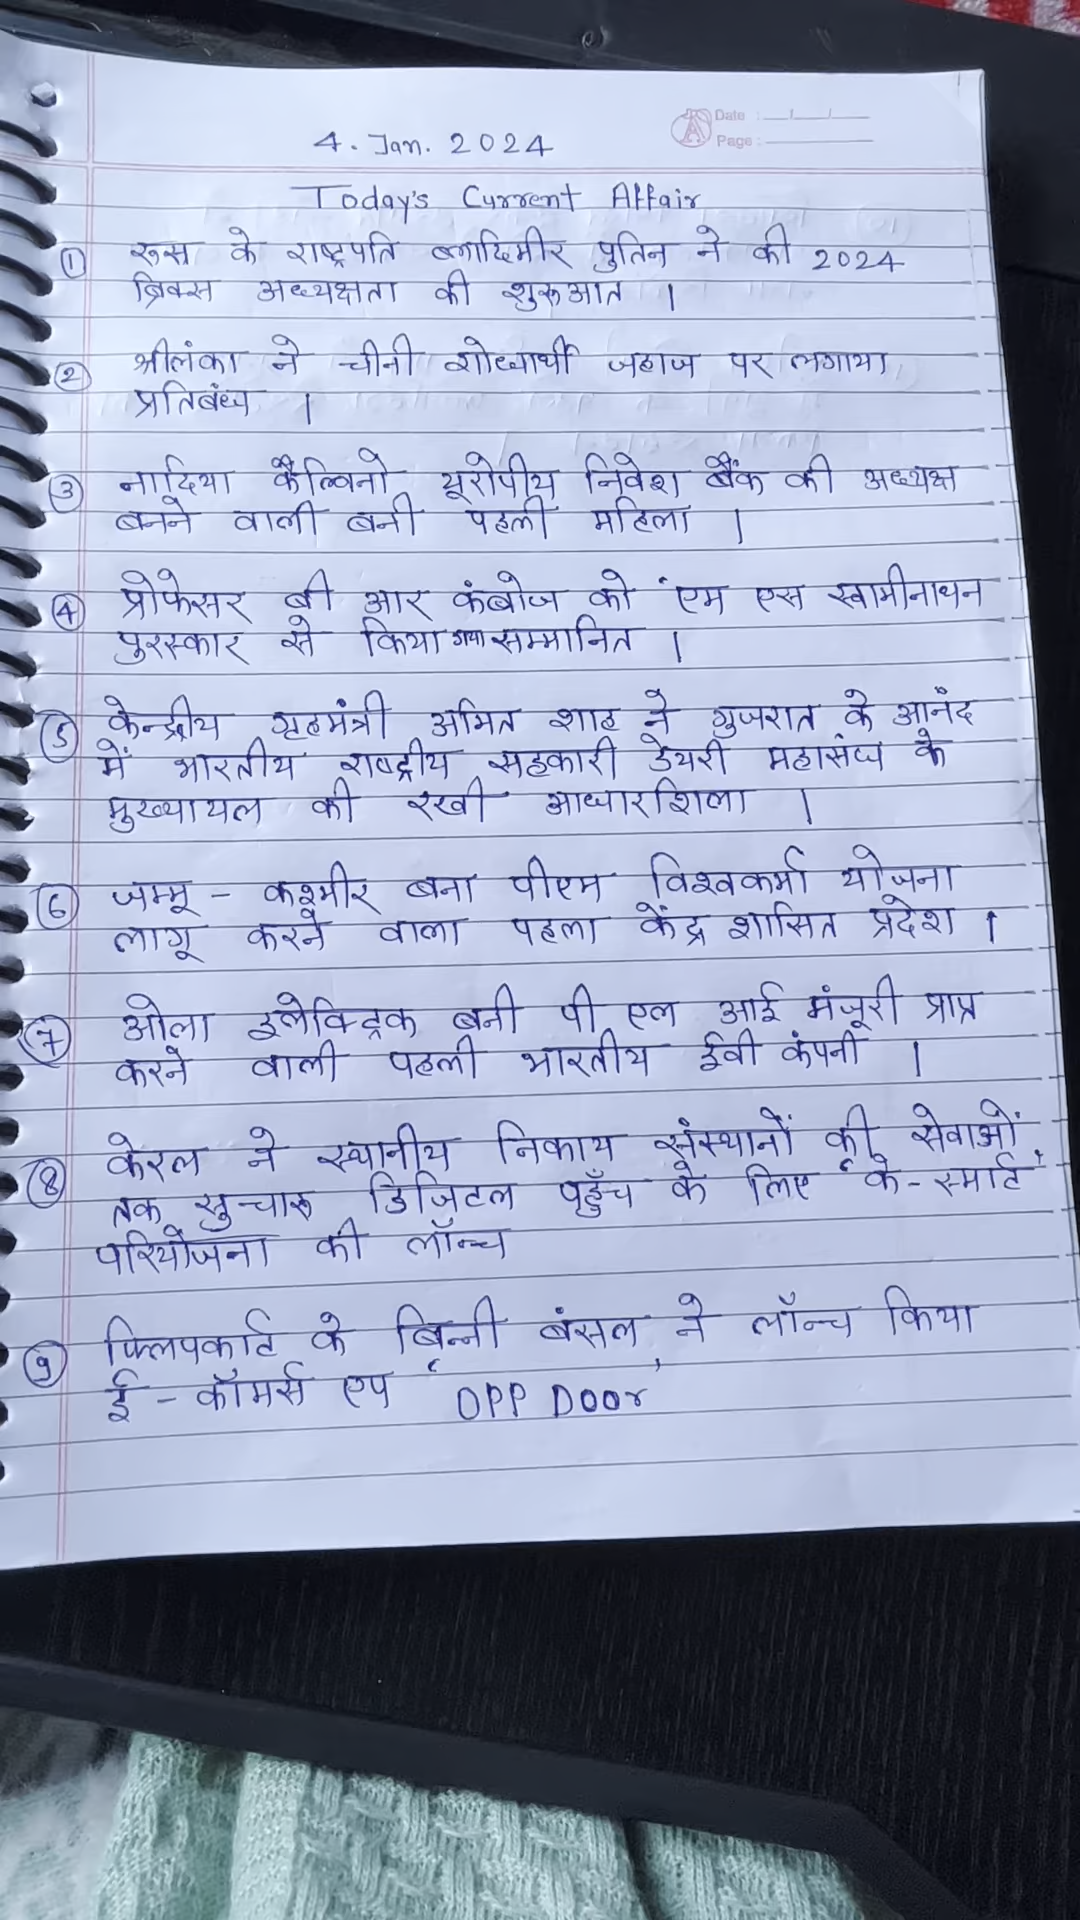 Date : __/__/__
Page :
4. Jan. 2024
Today's Current Affair
① रूस के राष्ट्रपति ब्लादिमीर पुतिन ने की 2024
ब्रिक्स अध्यक्षता की शुरूआत ।
② श्रीलंका ने चीनी शोधार्थी जहाज पर लगाया
प्रतिबंध ।
③ नादिया कैल्विनो यूरोपीय निवेश बैंक की अध्यक्ष
बनने वाली बनी पहली महिला ।
④ प्रोफेसर बी आर कंबोज को एम एस स्वामीनाथन
पुरस्कार से किया गया सम्मानित ।
⑤ केन्द्रीय गृहमंत्री अमित शाह ने गुजरात के आनंद
में भारतीय राष्ट्रीय सहकारी डेयरी महासंघ के
मुख्यायल की रखी आधारशिला ।
⑥ जम्मू - कश्मीर बना पीएम विश्वकर्मा योजना
लागू करने वाला पहला केंद्र शासित प्रदेश ।
⑦ ओला इलेक्ट्रिक बनी पी एल आई मंजूरी प्राप्त
करने वाली पहली भारतीय ईवी कंपनी ।
⑧ केरल ने स्थानीय निकाय संस्थानों की सेवाओं
तक सुचारू डिजिटल पहुँच के लिए ‘के-स्मार्ट’
परियोजना की लॉन्च
⑨ फ्लिपकार्ट के बिन्नी बंसल ने लॉन्च किया
ई - कॉमर्स एप ‘OPP Door’